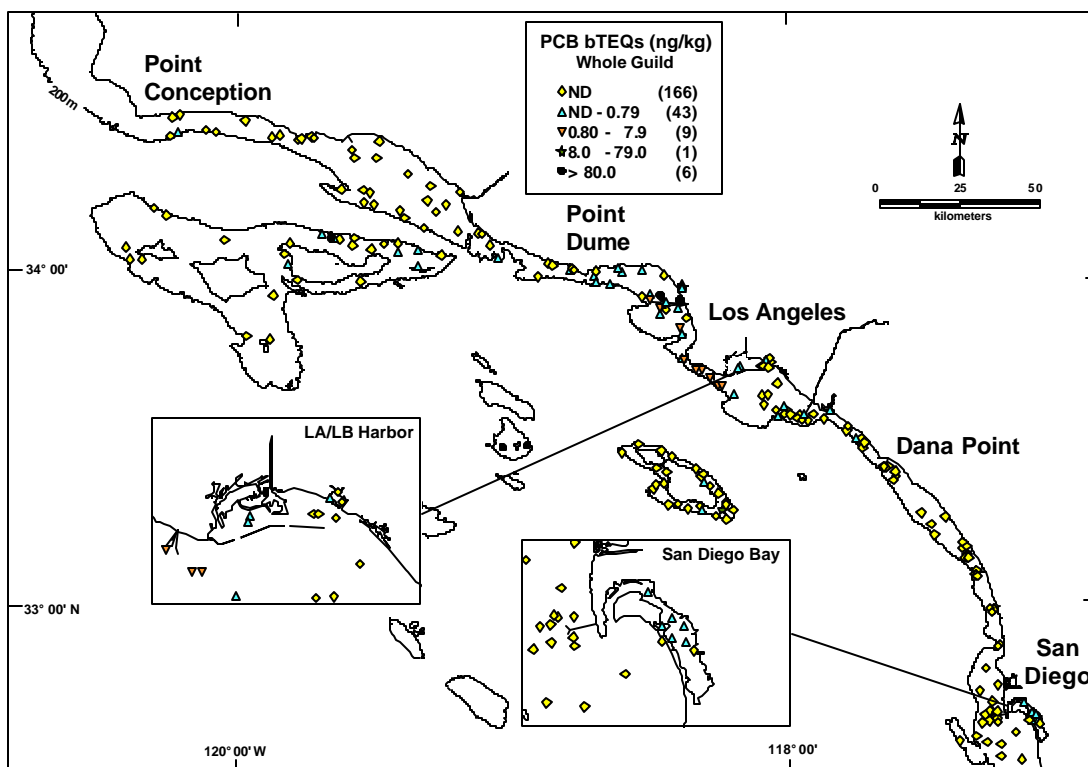 PCB bTEQs (ng/kg)
Whole Guild
ND (166)
ND - 0.79 (43)
0.80 - 7.9 (9)
8.0 - 79.0 (1)
> 80.0 (6)
Point
Conception
200m
N
0 25 50
kilometers
Point
Dume
34° 00'
Los Angeles
LA/LB Harbor
Dana Point
San Diego Bay
33° 00' N
San
Diego
120° 00' W
118° 00'